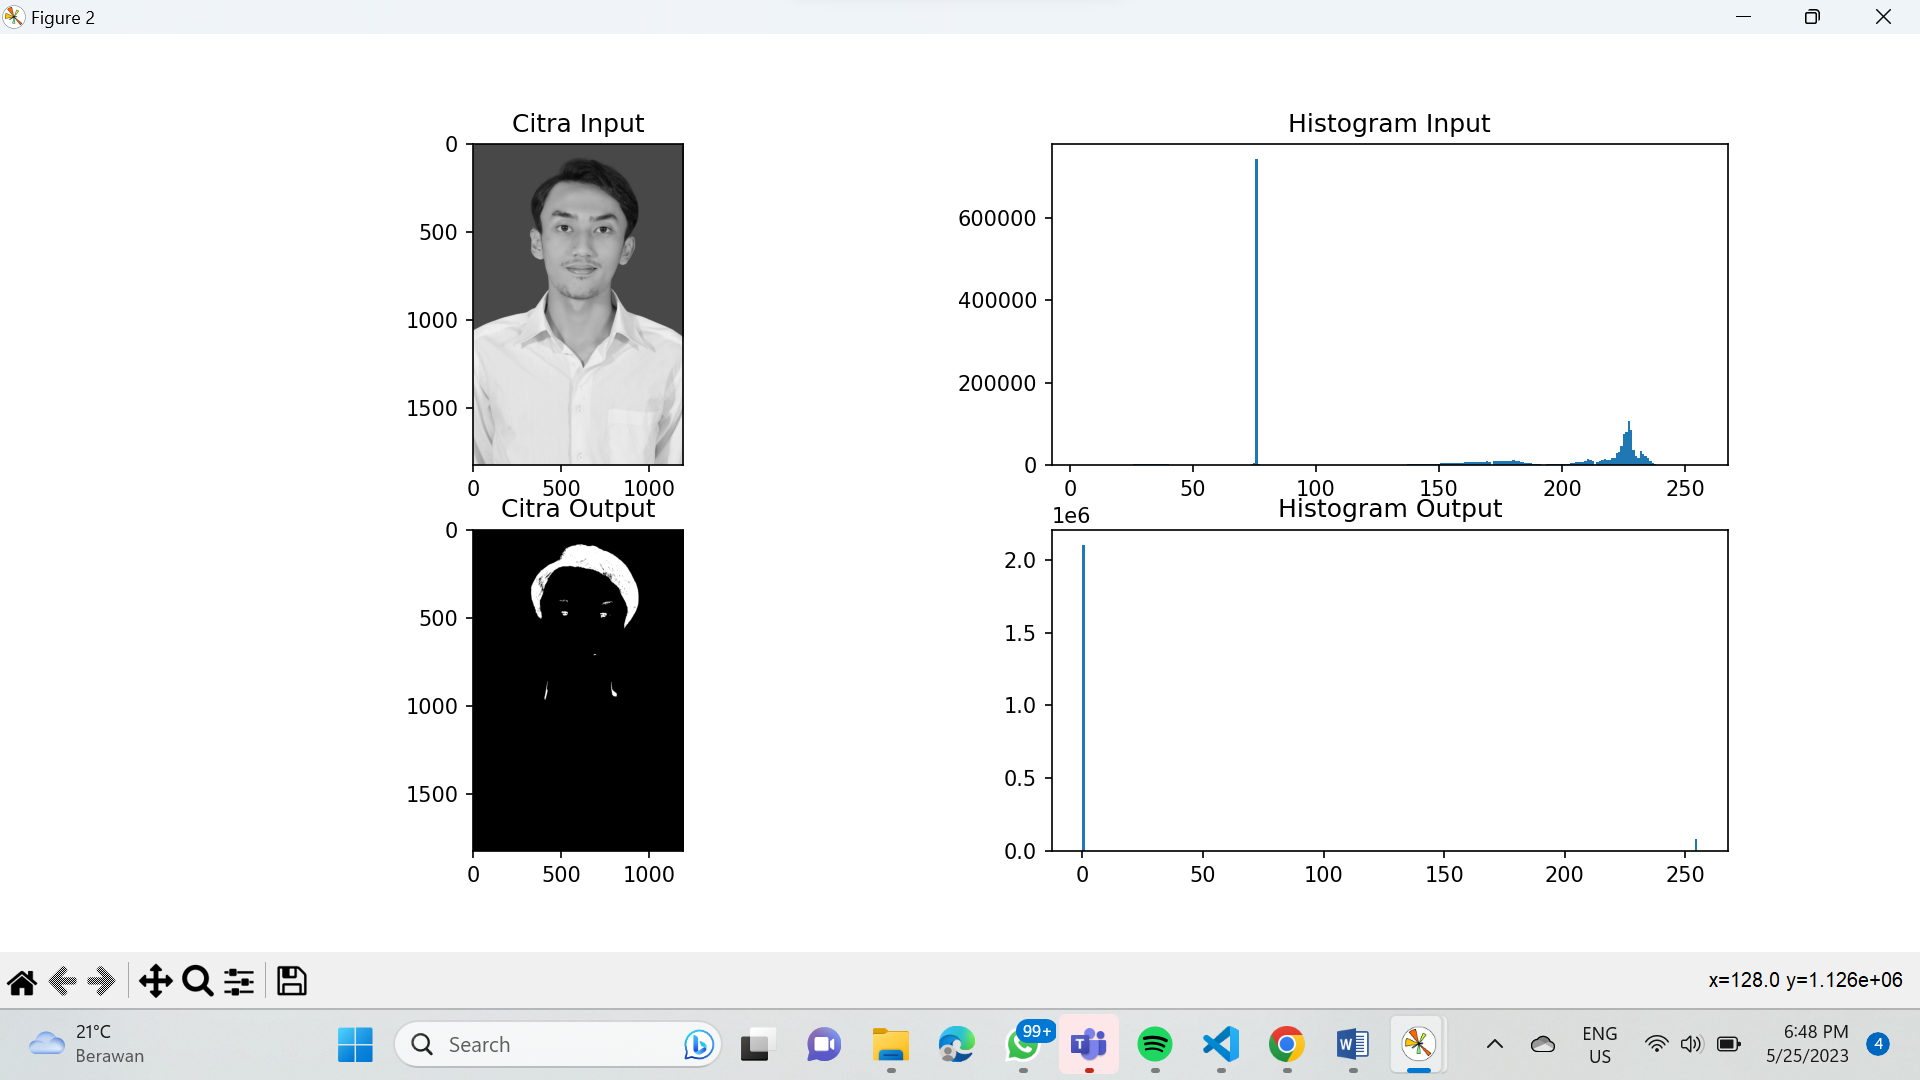 Figure 2
Citra Input
0
500
1000
1500
0 500 1000
Histogram Input
600000
400000
200000
0
0 50 100 150 200 250
Citra Output
0
500
1000
1500
0 500 1000
Histogram Output
1e6
2.0
1.5
1.0
0.5
0.0
0 50 100 150 200 250
x=128.0 y=1.126e+06
21°C
Berawan
Search
99+
T
W
ENG
US
6:48 PM
5/25/2023
4